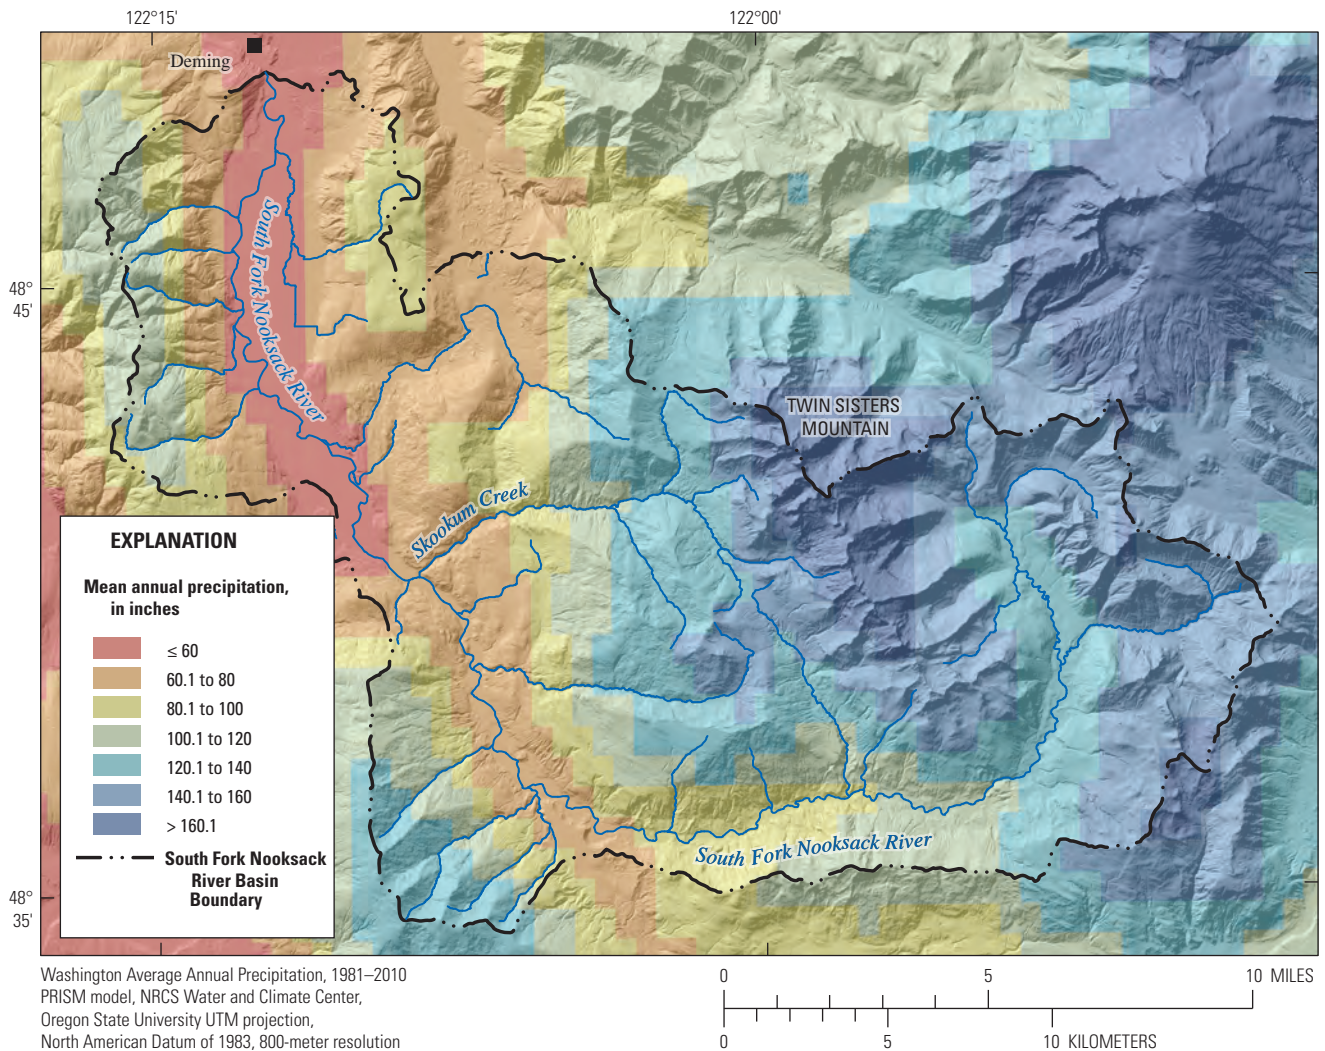 122°15'
122°00'
Deming
48°
45'
South Fork Nooksack River
TWIN SISTERS
MOUNTAIN
Skookum Creek
EXPLANATION
Mean annual precipitation,
in inches
≤ 60
60.1 to 80
80.1 to 100
100.1 to 120
120.1 to 140
140.1 to 160
> 160.1
South Fork Nooksack
River Basin
Boundary
South Fork Nooksack River
48°
35'
Washington Average Annual Precipitation, 1981–2010
PRISM model, NRCS Water and Climate Center,
Oregon State University UTM projection,
North American Datum of 1983, 800-meter resolution
0 5 10 MILES
0 5 10 KILOMETERS